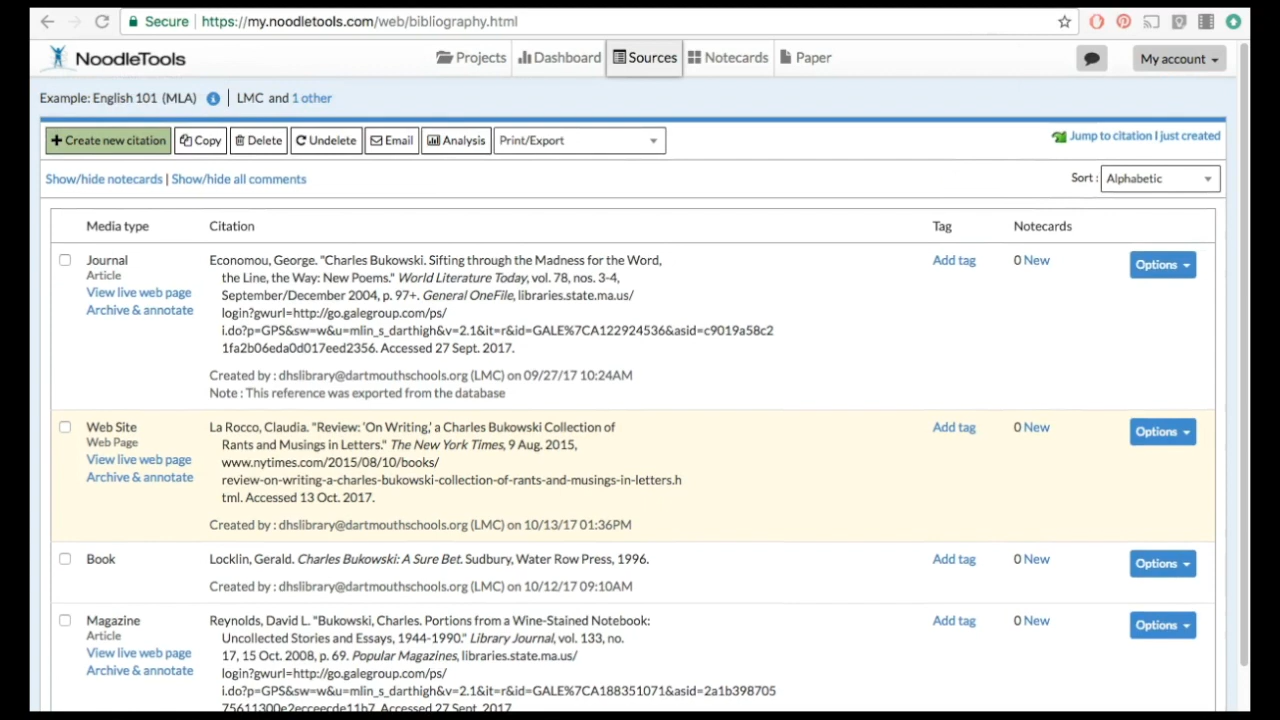 Secure https://my.noodletools.com/web/bibliography.html
NoodleTools Projects Dashboard Sources Notecards Paper My account
Example: English 101 (MLA) LMC and 1 other
Create new citation Copy Delete Undelete Email Analysis Print/Export Jump to citation I just created
Show/hide notecards | Show/hide all comments Sort : Alphabetic
Media type Citation Tag Notecards
Journal Economou, George. "Charles Bukowski. Sifting through the Madness for the Word, Add tag 0 New Options
Article the Line, the Way: New Poems." World Literature Today, vol. 78, nos. 3-4,
View live web page September/December 2004, p. 97+. General OneFile, libraries.state.ma.us/
Archive & annotate login?gwurl=http://go.galegroup.com/ps/
i.do?p=GPS&sw=w&u=mlin_s_darthigh&v=2.1&it=r&id=GALE%7CA122924536&asid=c9019a58c2
1fa2b06eda0d017eed2356. Accessed 27 Sept. 2017.
Created by : dhslibrary@dartmouthschools.org (LMC) on 09/27/17 10:24AM
Note : This reference was exported from the database
Web Site La Rocco, Claudia. "Review: 'On Writing,' a Charles Bukowski Collection of Add tag 0 New Options
Web Page Rants and Musings in Letters." The New York Times, 9 Aug. 2015,
View live web page www.nytimes.com/2015/08/10/books/
Archive & annotate review-on-writing-a-charles-bukowski-collection-of-rants-and-musings-in-letters.h
tml. Accessed 13 Oct. 2017.
Created by : dhslibrary@dartmouthschools.org (LMC) on 10/13/17 01:36PM
Book Locklin, Gerald. Charles Bukowski: A Sure Bet. Sudbury, Water Row Press, 1996. Add tag 0 New Options
Created by : dhslibrary@dartmouthschools.org (LMC) on 10/12/17 09:10AM
Magazine Reynolds, David L. "Bukowski, Charles. Portions from a Wine-Stained Notebook: Add tag 0 New Options
Article Uncollected Stories and Essays, 1944-1990." Library Journal, vol. 133, no.
View live web page 17, 15 Oct. 2008, p. 69. Popular Magazines, libraries.state.ma.us/
Archive & annotate login?gwurl=http://go.galegroup.com/ps/
i.do?p=GPS&sw=w&u=mlin_s_darthigh&v=2.1&it=r&id=GALE%7CA188351071&asid=2a1b398705
75611300e2ecceecde11b7. Accessed 27 Sept. 2017.